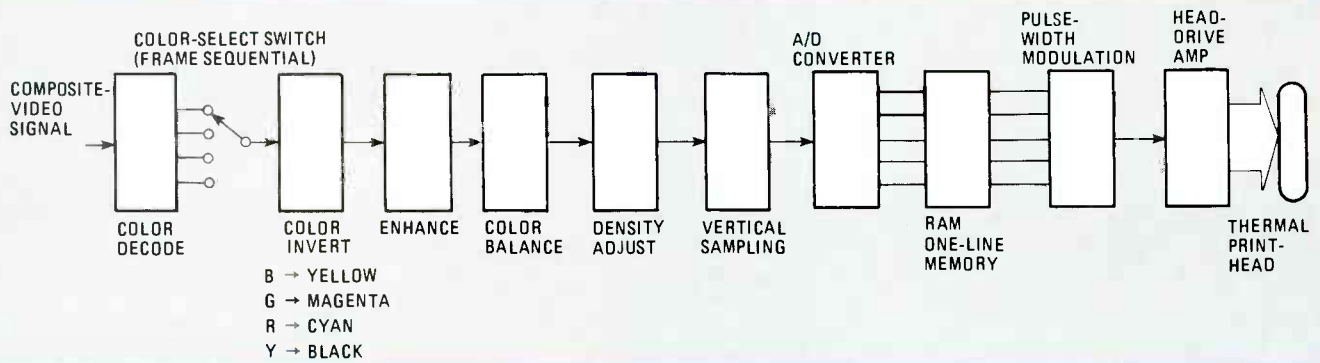 COLOR-SELECT SWITCH
(FRAME SEQUENTIAL)
COMPOSITE-
VIDEO
SIGNAL
A/D
CONVERTER
PULSE-
WIDTH
MODULATION
HEAD-
DRIVE
AMP
COLOR
DECODE
COLOR
INVERT
B → YELLOW
G → MAGENTA
R → CYAN
Y → BLACK
ENHANCE
COLOR
BALANCE
DENSITY
ADJUST
VERTICAL
SAMPLING
RAM
ONE-LINE
MEMORY
THERMAL
PRINT-
HEAD